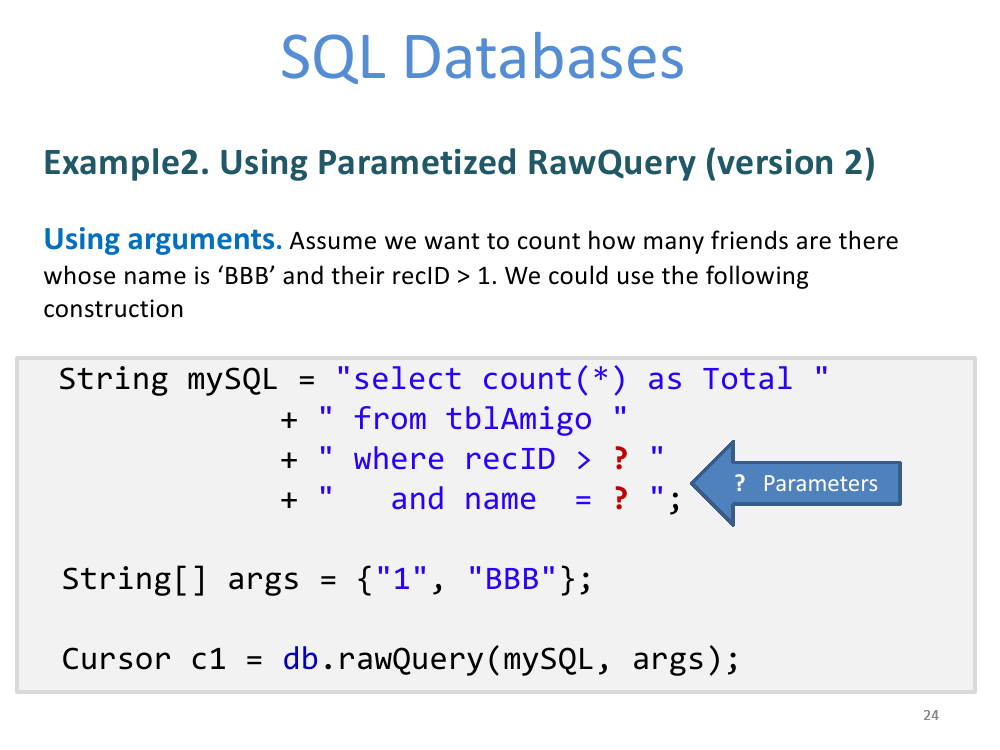 SQL Databases
Example2. Using Parametized RawQuery (version 2)
Using arguments. Assume we want to count how many friends are there
whose name is ‘BBB’ and their recID > 1. We could use the following
construction
String mySQL = "select count(*) as Total "
+ " from tblAmigo "
+ " where recID > ? "
+ "   and name  = ? ";
? Parameters
String[] args = {"1", "BBB"};
Cursor c1 = db.rawQuery(mySQL, args);
24